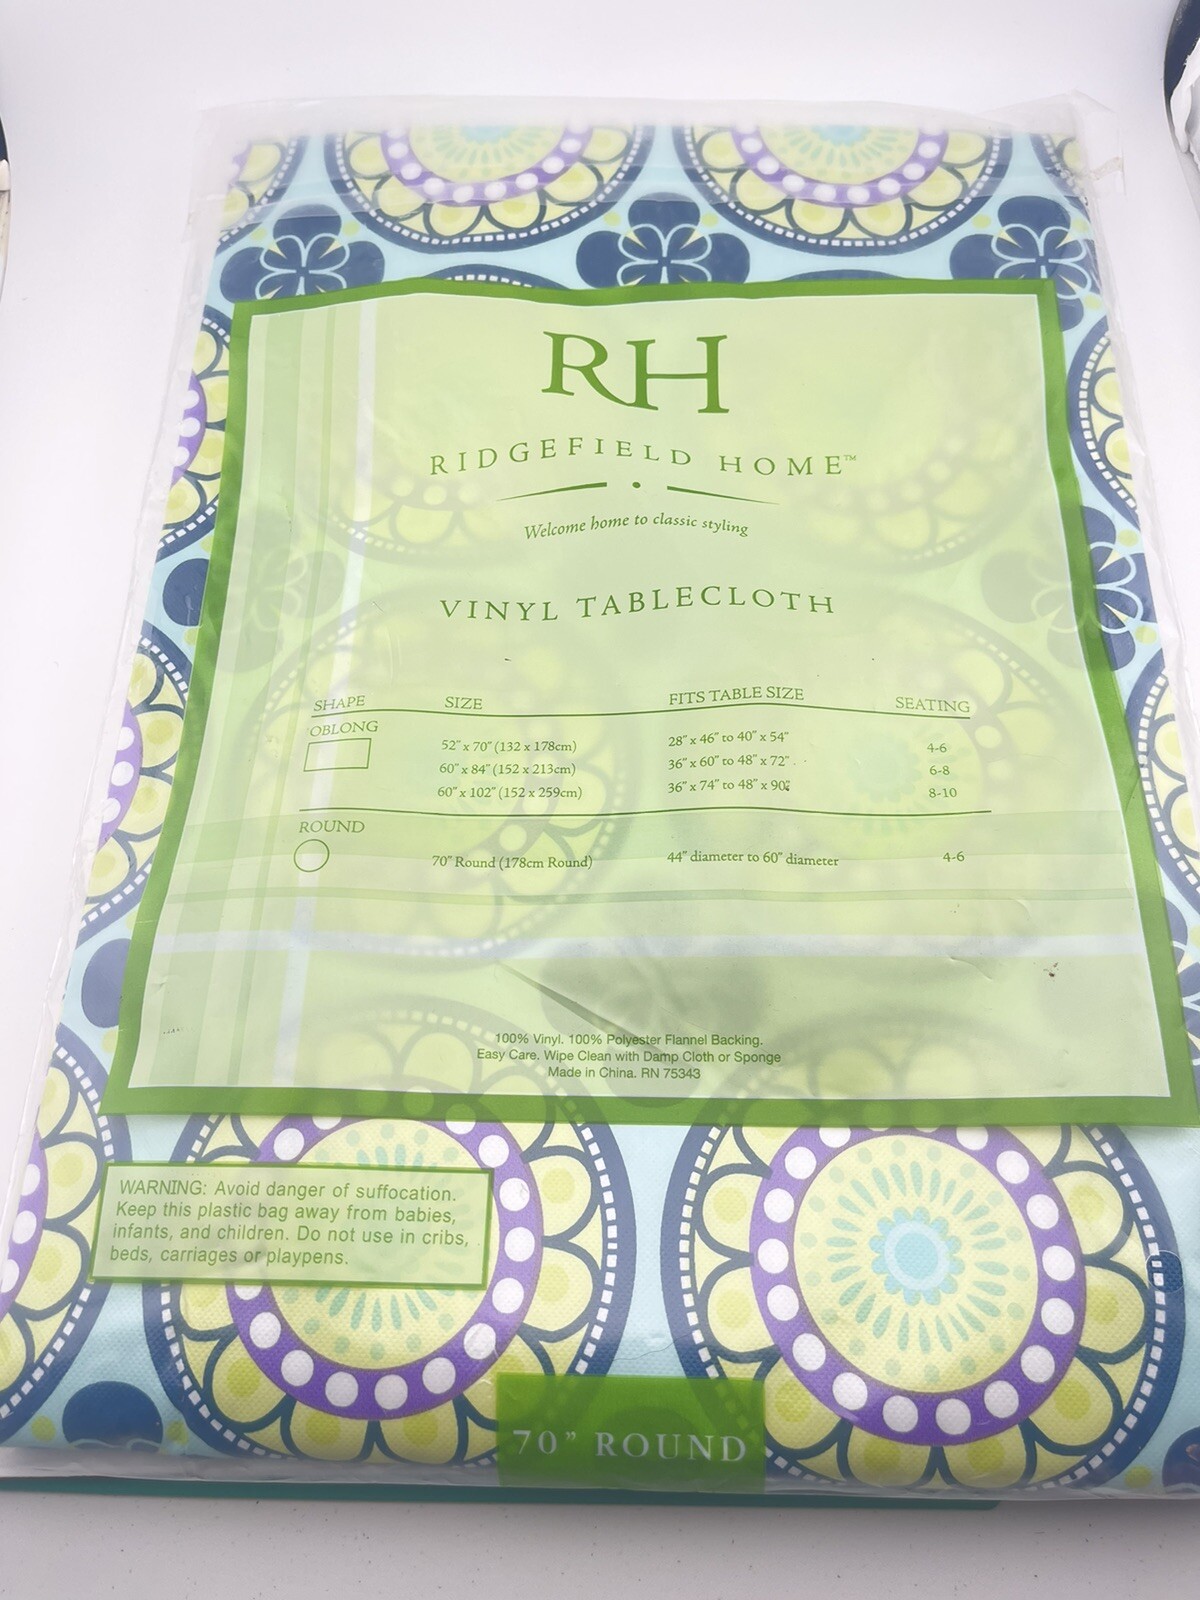 RH
RIDGEFIELD HOME™
Welcome home to classic styling
VINYL TABLECLOTH
SHAPE SIZE FITS TABLE SIZE SEATING
OBLONG
52" x 70" (132 x 178cm) 28" x 46" to 40" x 54" 4-6
60" x 84" (152 x 213cm) 36" x 60" to 48" x 72" 6-8
60" x 102" (152 x 259cm) 36" x 74" to 48" x 90" 8-10
ROUND
70" Round (178cm Round) 44" diameter to 60" diameter 4-6
100% Vinyl. 100% Polyester Flannel Backing.
Easy Care. Wipe Clean with Damp Cloth or Sponge
Made in China. RN 75343
WARNING: Avoid danger of suffocation.
Keep this plastic bag away from babies,
infants, and children. Do not use in cribs,
beds, carriages or playpens.
70" ROUND